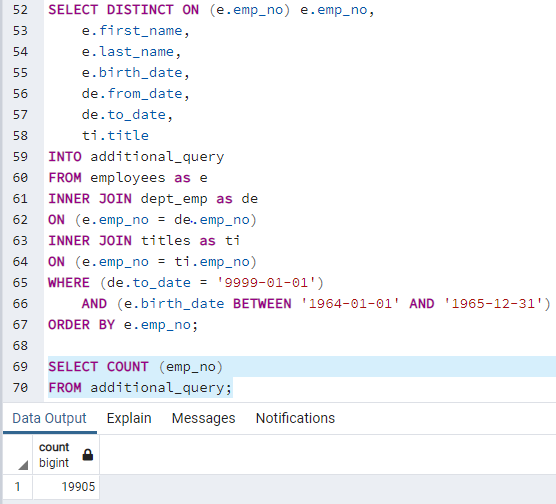 52 SELECT DISTINCT ON (e.emp_no) e.emp_no,
53     e.first_name,
54     e.last_name,
55     e.birth_date,
56     de.from_date,
57     de.to_date,
58     ti.title
59 INTO additional_query
60 FROM employees as e
61 INNER JOIN dept_emp as de
62 ON (e.emp_no = de.emp_no)
63 INNER JOIN titles as ti
64 ON (e.emp_no = ti.emp_no)
65 WHERE (de.to_date = '9999-01-01')
66     AND (e.birth_date BETWEEN '1964-01-01' AND '1965-12-31')
67 ORDER BY e.emp_no;
68
69 SELECT COUNT (emp_no)
70 FROM additional_query;
Data Output Explain Messages Notifications
count
bigint
1 19905